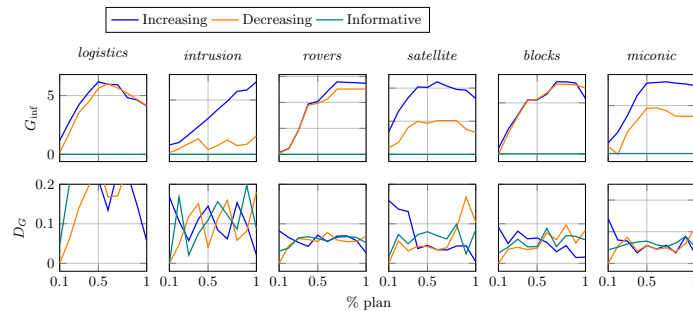 Increasing Decreasing Informative
logistics intrusion rovers satellite blocks miconic
G_inf
5
0
D_G
0.2
0.1
0
0.1 0.5 1 0.1 0.5 1 0.1 0.5 1 0.1 0.5 1 0.1 0.5 1 0.1 0.5 1
% plan